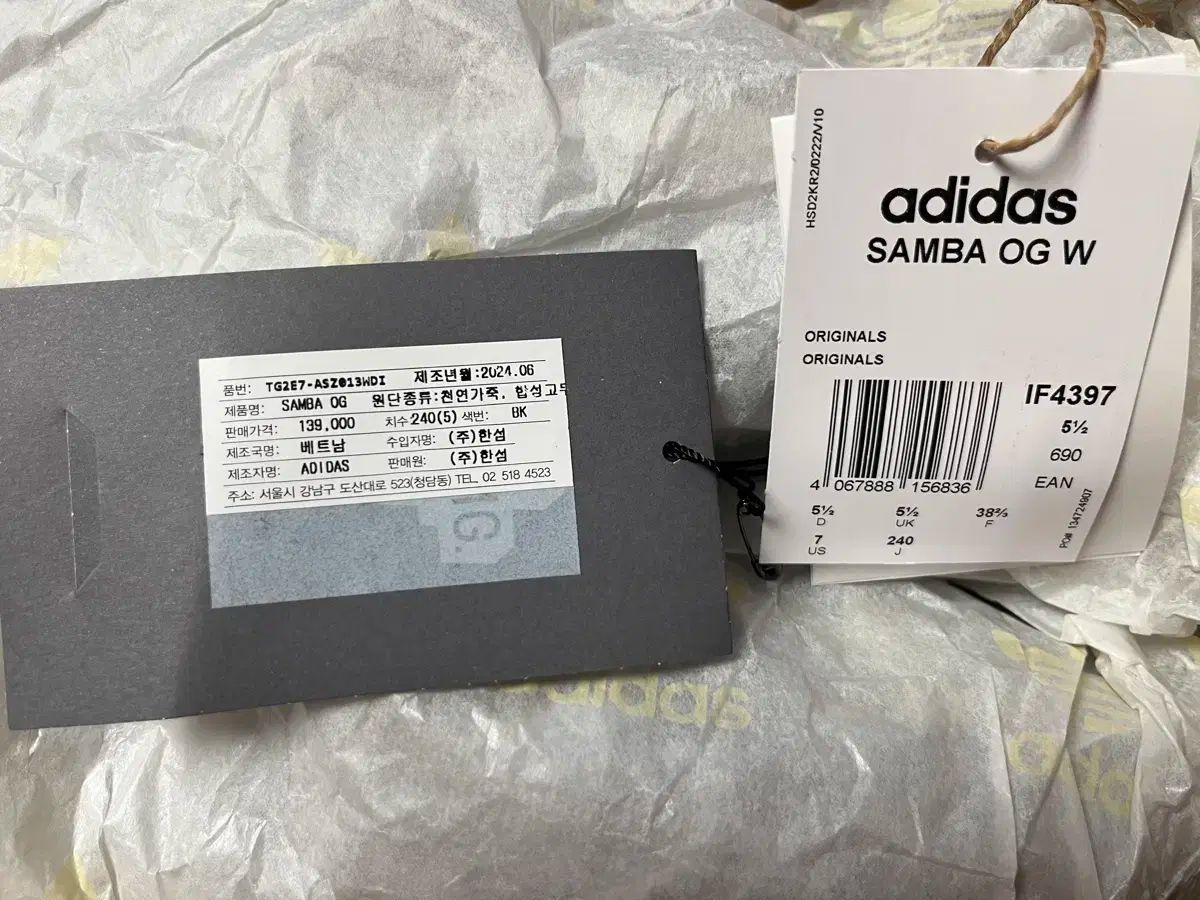 품번: TG2E7-ASZ013WDI 제조년월:2024.06
제품명: SAMBA OG 원단종류:천연가죽, 합성고무
판매가격: 139,000 치수:240(5) 색번: BK
제조국명: 베트남 수입자명: (주)한섬
제조자명: ADIDAS 판매원: (주)한섬
주소: 서울시 강남구 도산대로 523(청담동) TEL. 02 518 4523
IG.
HSD2KR2/0222/V10
adidas
SAMBA OG W
ORIGINALS
ORIGINALS
IF4397
5½
690
EAN
4 067888 156836
5½ 5½ 38⅔
D UK F
7 240
US J
PO# 134724907
adidas